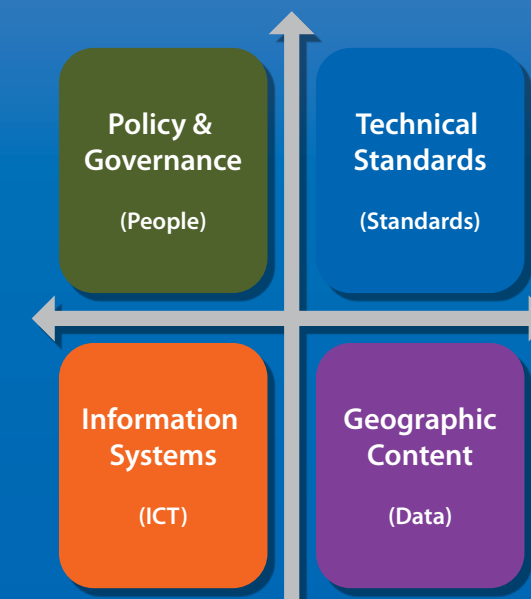 Policy &
Governance
(People)
Technical
Standards
(Standards)
Information
Systems
(ICT)
Geographic
Content
(Data)